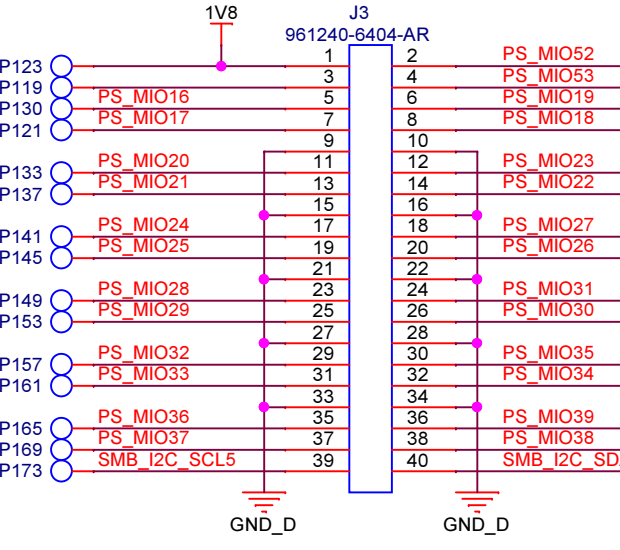 1V8
J3
961240-6404-AR
P123 1 2 PS_MIO52
P119 3 4 PS_MIO53
P130 PS_MIO16 5 6 PS_MIO19
P121 PS_MIO17 7 8 PS_MIO18
9 10
P133 PS_MIO20 11 12 PS_MIO23
P137 PS_MIO21 13 14 PS_MIO22
15 16
P141 PS_MIO24 17 18 PS_MIO27
P145 PS_MIO25 19 20 PS_MIO26
21 22
P149 PS_MIO28 23 24 PS_MIO31
P153 PS_MIO29 25 26 PS_MIO30
27 28
P157 PS_MIO32 29 30 PS_MIO35
P161 PS_MIO33 31 32 PS_MIO34
33 34
P165 PS_MIO36 35 36 PS_MIO39
P169 PS_MIO37 37 38 PS_MIO38
P173 SMB_I2C_SCL5 39 40
GND_D GND_D